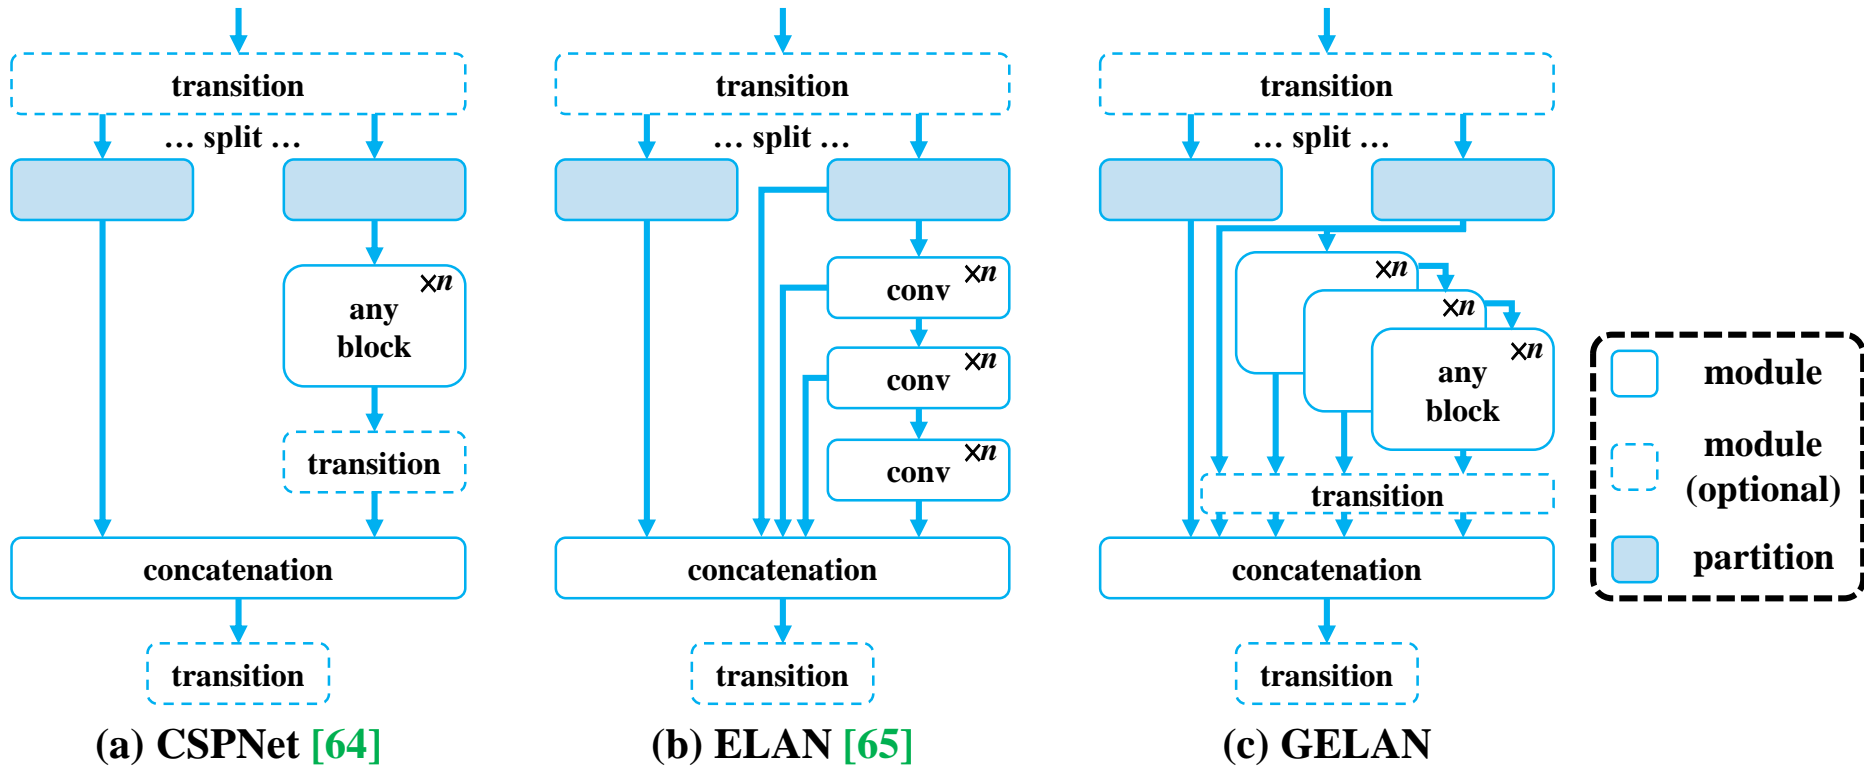 transition
… split …
×n
any
block
transition
concatenation
transition
(a) CSPNet [64]
transition
… split …
×n
conv
×n
conv
×n
conv
concatenation
transition
(b) ELAN [65]
transition
… split …
×n
×n
×n
any
block
transition
concatenation
transition
(c) GELAN
module
module
(optional)
partition